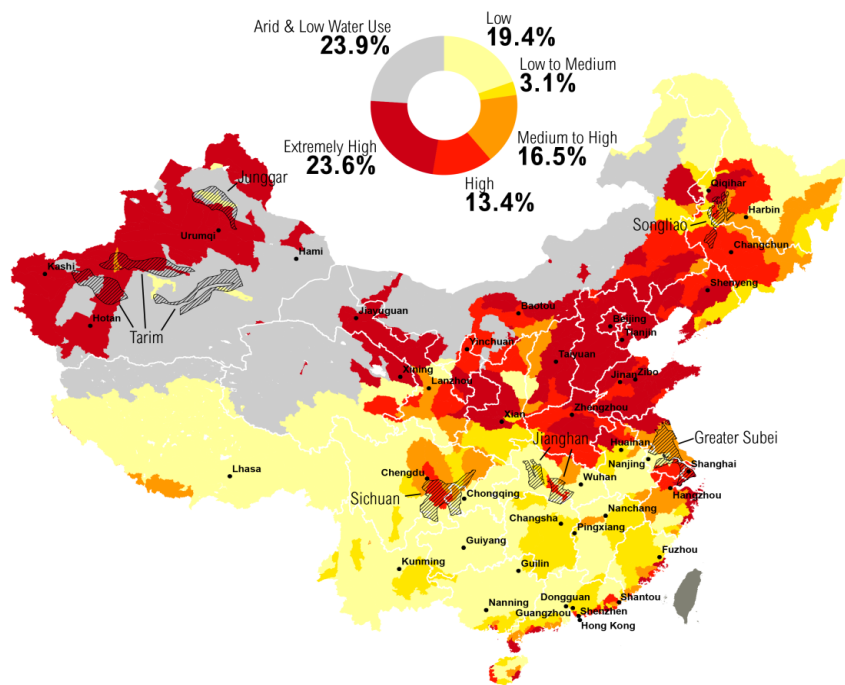 Arid & Low Water Use
23.9%
Low
19.4%
Low to Medium
3.1%
Extremely High
23.6%
Medium to High
16.5%
High
13.4%
Junggar
Urumqi
Hami
Kashi
Hotan
Tarim
Jiayuguan
Xining
Lanzhou
Yinchuan
Baotou
Qiqihar
Harbin
Songliao
Changchun
Shenyeng
Beijing
Tianjin
Taiyuan
Jinan
Zibo
Zhengzhou
Xian
Jianghan
Huainan
Greater Subei
Nanjing
Shanghai
Lhasa
Chengdu
Sichuan
Chongqing
Wuhan
Hangzhou
Nanchang
Changsha
Pingxiang
Guiyang
Fuzhou
Kunming
Guilin
Nanning
Dongguan
Shantou
Guangzhou
Shenzhen
Hong Kong